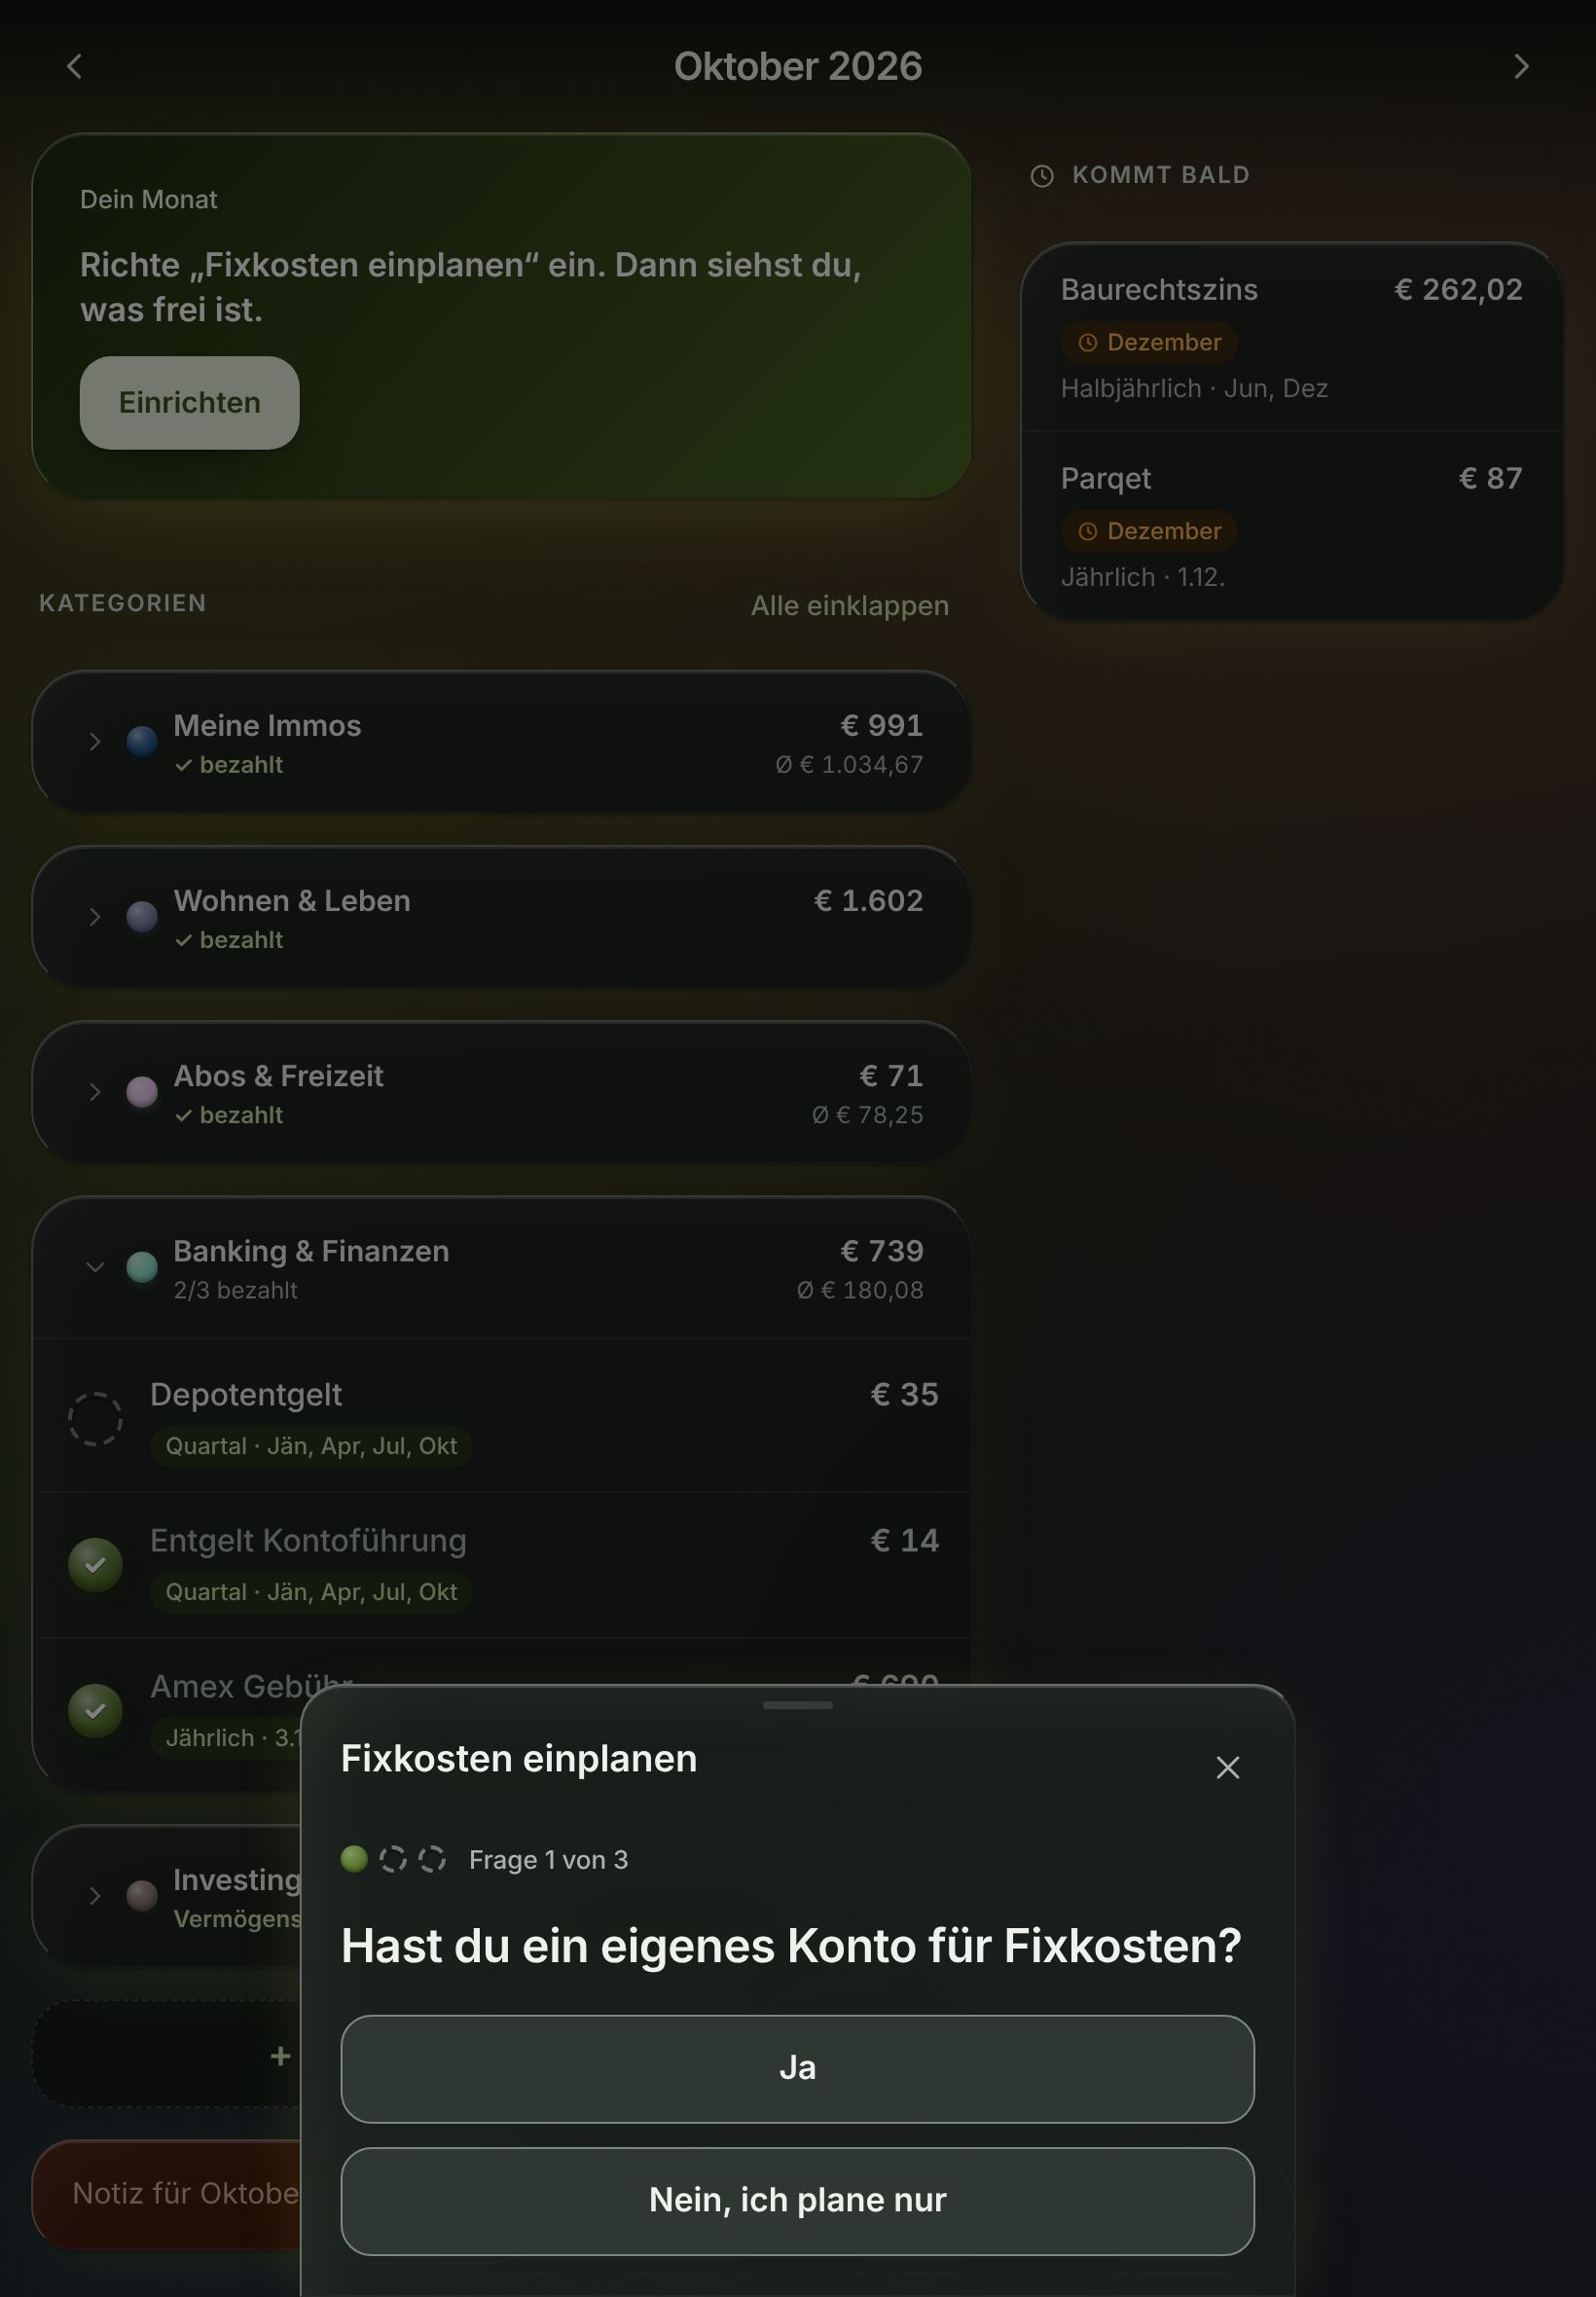 Oktober 2026
Dein Monat
Richte „Fixkosten einplanen“ ein. Dann siehst du,
was frei ist.
Einrichten
KOMMT BALD
Baurechtszins € 262,02
Dezember
Halbjährlich · Jun, Dez
Parqet € 87
Dezember
Jährlich · 1.12.
KATEGORIEN Alle einklappen
Meine Immos € 991
✓ bezahlt Ø € 1.034,67
Wohnen & Leben € 1.602
✓ bezahlt
Abos & Freizeit € 71
✓ bezahlt Ø € 78,25
Banking & Finanzen € 739
2/3 bezahlt Ø € 180,08
Depotentgelt € 35
Quartal · Jän, Apr, Jul, Okt
Entgelt Kontoführung € 14
Quartal · Jän, Apr, Jul, Okt
Amex Gebühr € 690
Jährlich · 3.1
Investing
Vermögens
+
Notiz für Oktobe
Fixkosten einplanen
Frage 1 von 3
Hast du ein eigenes Konto für Fixkosten?
Ja
Nein, ich plane nur